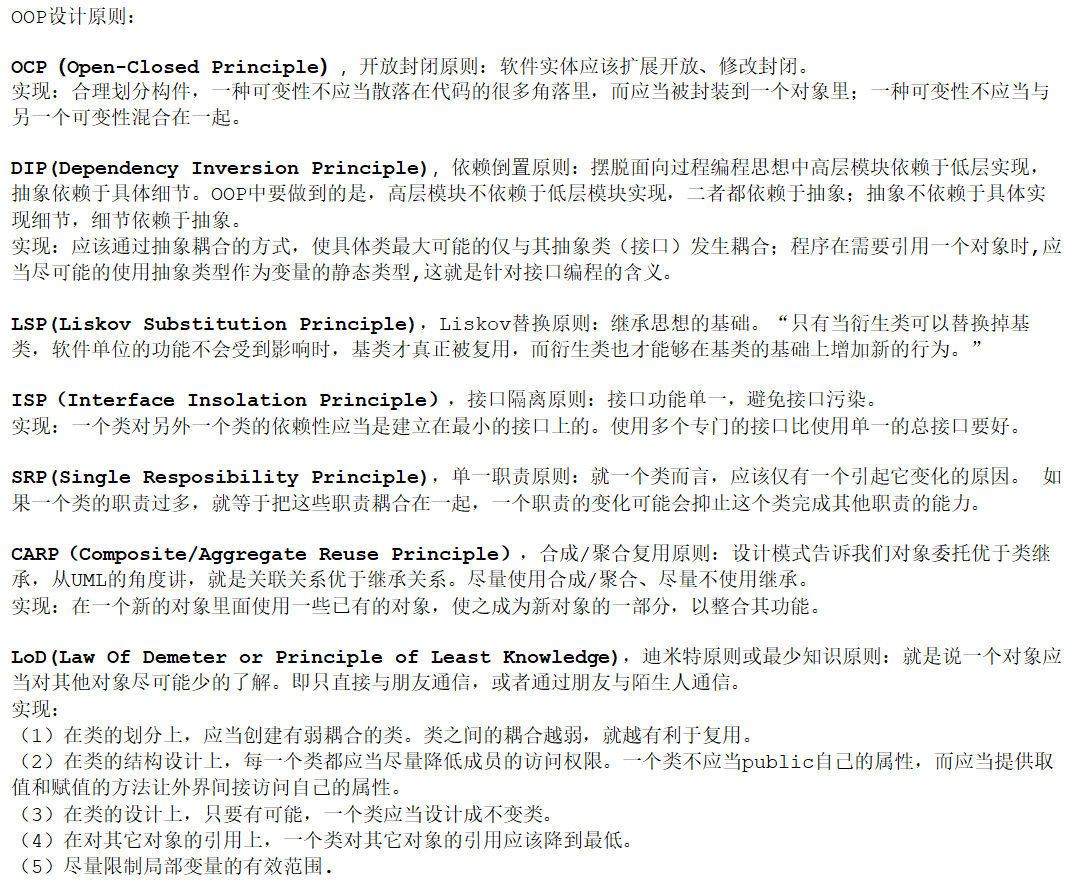 OOP设计原则：
OCP（Open-Closed Principle）, 开放封闭原则：软件实体应该扩展开放、修改封闭。
实现：合理划分构件，一种可变性不应当散落在代码的很多角落里，而应当被封装到一个对象里；一种可变性不应当与
另一个可变性混合在一起。
DIP(Dependency Inversion Principle), 依赖倒置原则：摆脱面向过程编程思想中高层模块依赖于低层实现，
抽象依赖于具体细节。OOP中要做到的是，高层模块不依赖于低层模块实现，二者都依赖于抽象；抽象不依赖于具体实
现细节，细节依赖于抽象。
实现：应该通过抽象耦合的方式，使具体类最大可能的仅与其抽象类（接口）发生耦合；程序在需要引用一个对象时,应
当尽可能的使用抽象类型作为变量的静态类型,这就是针对接口编程的含义。
LSP(Liskov Substitution Principle)，Liskov替换原则：继承思想的基础。“只有当衍生类可以替换掉基
类，软件单位的功能不会受到影响时，基类才真正被复用，而衍生类也才能够在基类的基础上增加新的行为。”
ISP（Interface Insolation Principle），接口隔离原则：接口功能单一，避免接口污染。
实现：一个类对另外一个类的依赖性应当是建立在最小的接口上的。使用多个专门的接口比使用单一的总接口要好。
SRP(Single Resposibility Principle)，单一职责原则：就一个类而言，应该仅有一个引起它变化的原因。 如
果一个类的职责过多，就等于把这些职责耦合在一起， 一个职责的变化可能会抑止这个类完成其他职责的能力。
CARP（Composite/Aggregate Reuse Principle），合成/聚合复用原则：设计模式告诉我们对象委托优于类继
承，从UML的角度讲，就是关联关系优于继承关系。尽量使用合成/聚合、尽量不使用继承。
实现：在一个新的对象里面使用一些已有的对象，使之成为新对象的一部分，以整合其功能。
LoD(Law Of Demeter or Principle of Least Knowledge)，迪米特原则或最少知识原则：就是说一个对象应
当对其他对象尽可能少的了解。即只直接与朋友通信，或者通过朋友与陌生人通信。
实现：
（1）在类的划分上，应当创建有弱耦合的类。类之间的耦合越弱，就越有利于复用。
（2）在类的结构设计上，每一个类都应当尽量降低成员的访问权限。一个类不应当public自己的属性，而应当提供取
值和赋值的方法让外界间接访问自己的属性。
（3）在类的设计上，只要有可能，一个类应当设计成不变类。
（4）在对其它对象的引用上，一个类对其它对象的引用应该降到最低。
（5）尽量限制局部变量的有效范围.